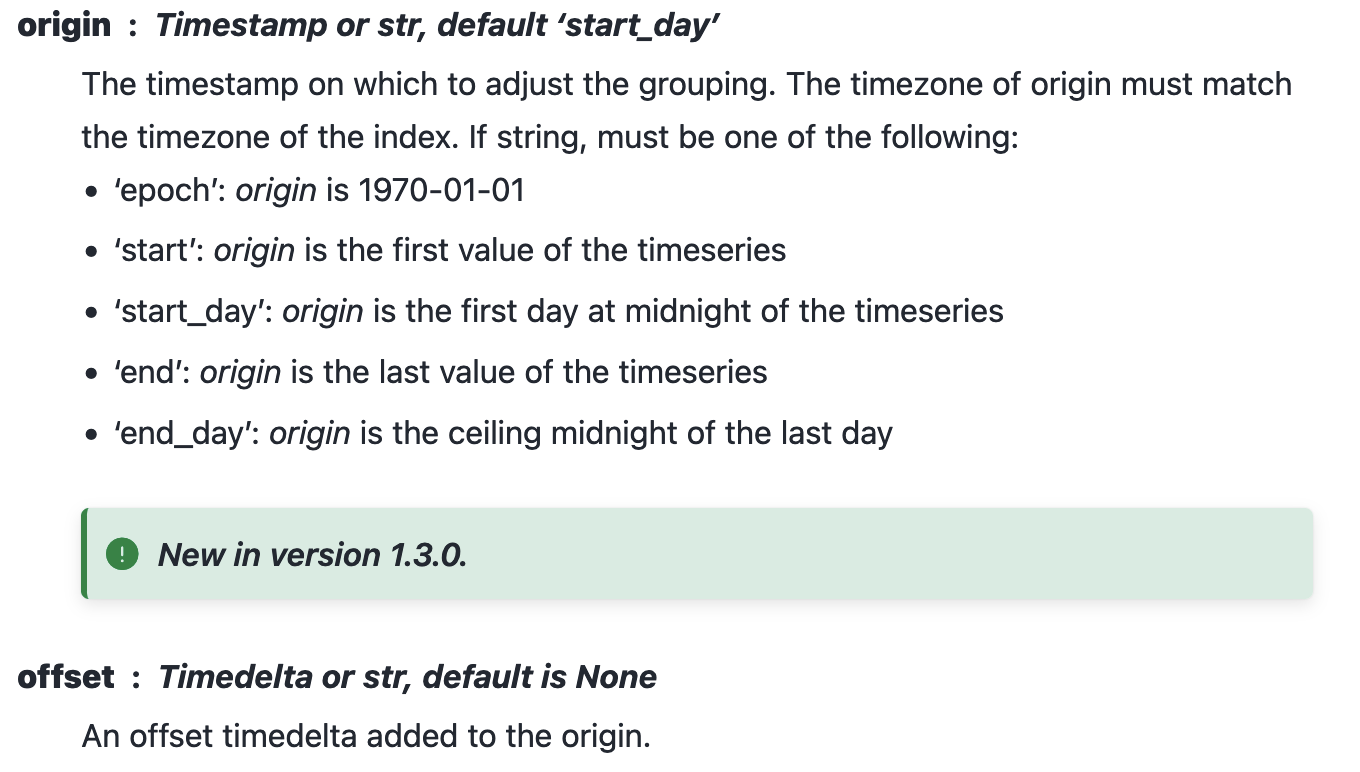 origin : Timestamp or str, default ‘start_day’
The timestamp on which to adjust the grouping. The timezone of origin must match
the timezone of the index. If string, must be one of the following:
• ‘epoch’: origin is 1970-01-01
• ‘start’: origin is the first value of the timeseries
• ‘start_day’: origin is the first day at midnight of the timeseries
• ‘end’: origin is the last value of the timeseries
• ‘end_day’: origin is the ceiling midnight of the last day
New in version 1.3.0.
offset : Timedelta or str, default is None
An offset timedelta added to the origin.